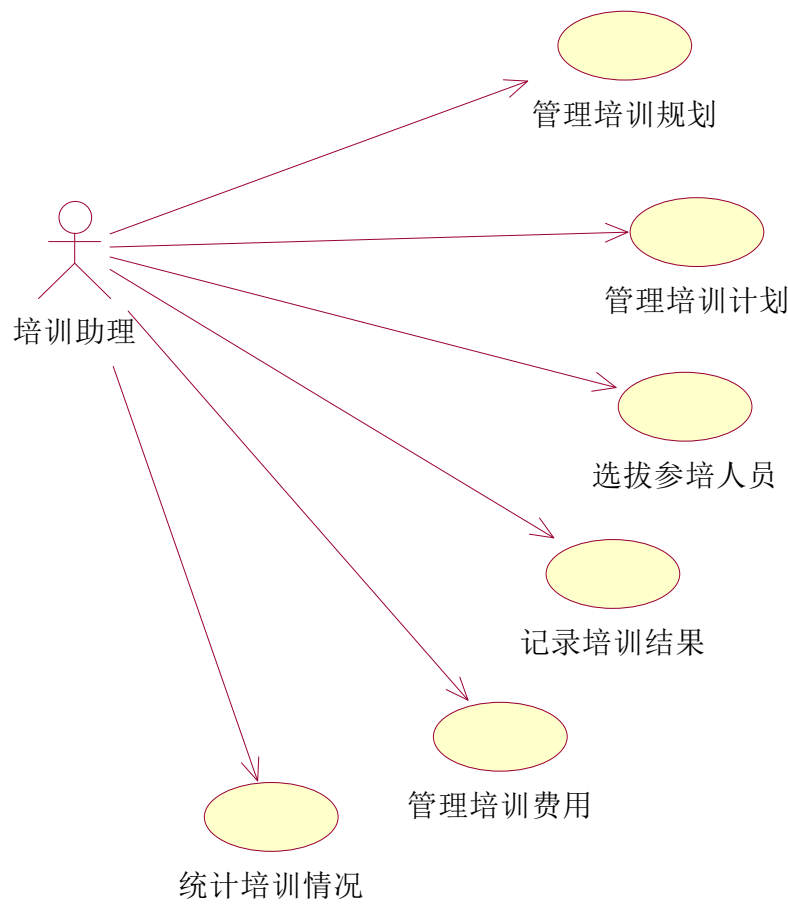 管理培训规划
管理培训计划
培训助理
选拔参培人员
记录培训结果
管理培训费用
统计培训情况